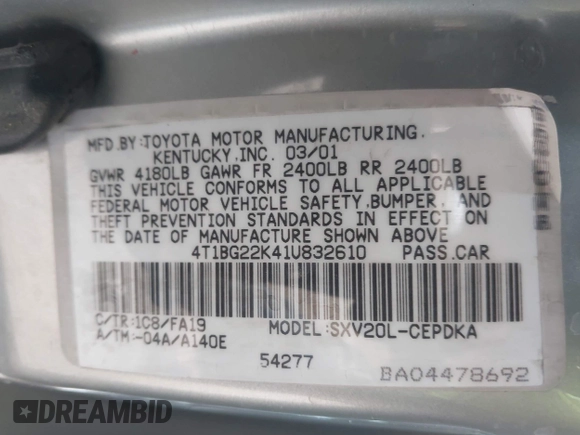 MFD.BY:TOYOTA MOTOR MANUFACTURING.
KENTUCKY.INC. 03/01
GVWR 4180LB GAWR FR 2400LB RR 2400LB
THIS VEHICLE CONFORMS TO ALL APPLICABLE
FEDERAL MOTOR VEHICLE SAFETY.BUMPER. AND
THEFT PREVENTION STANDARDS IN EFFECT ON
THE DATE OF MANUFACTURE SHOWN ABOVE
4T1BG22K41U832610 PASS.CAR
C/TR:1C8/FA19 MODEL:SXV20L-CEPDKA
A/TM:-04A/A140E
54277 BA04478692
DREAMBID